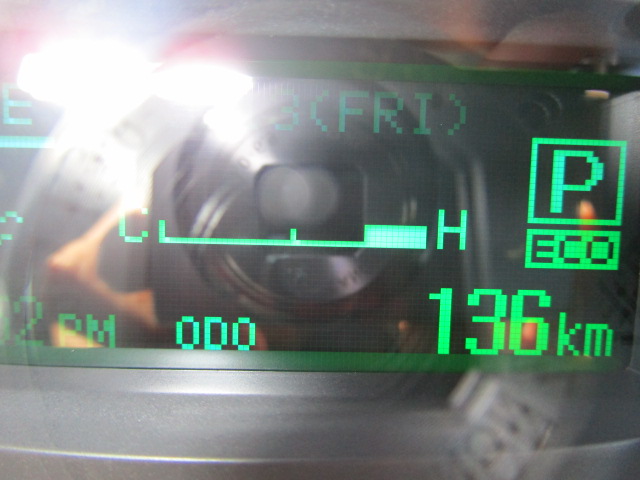 E 3(FRI)
P
C H
ECO
2 PM ODO 136km